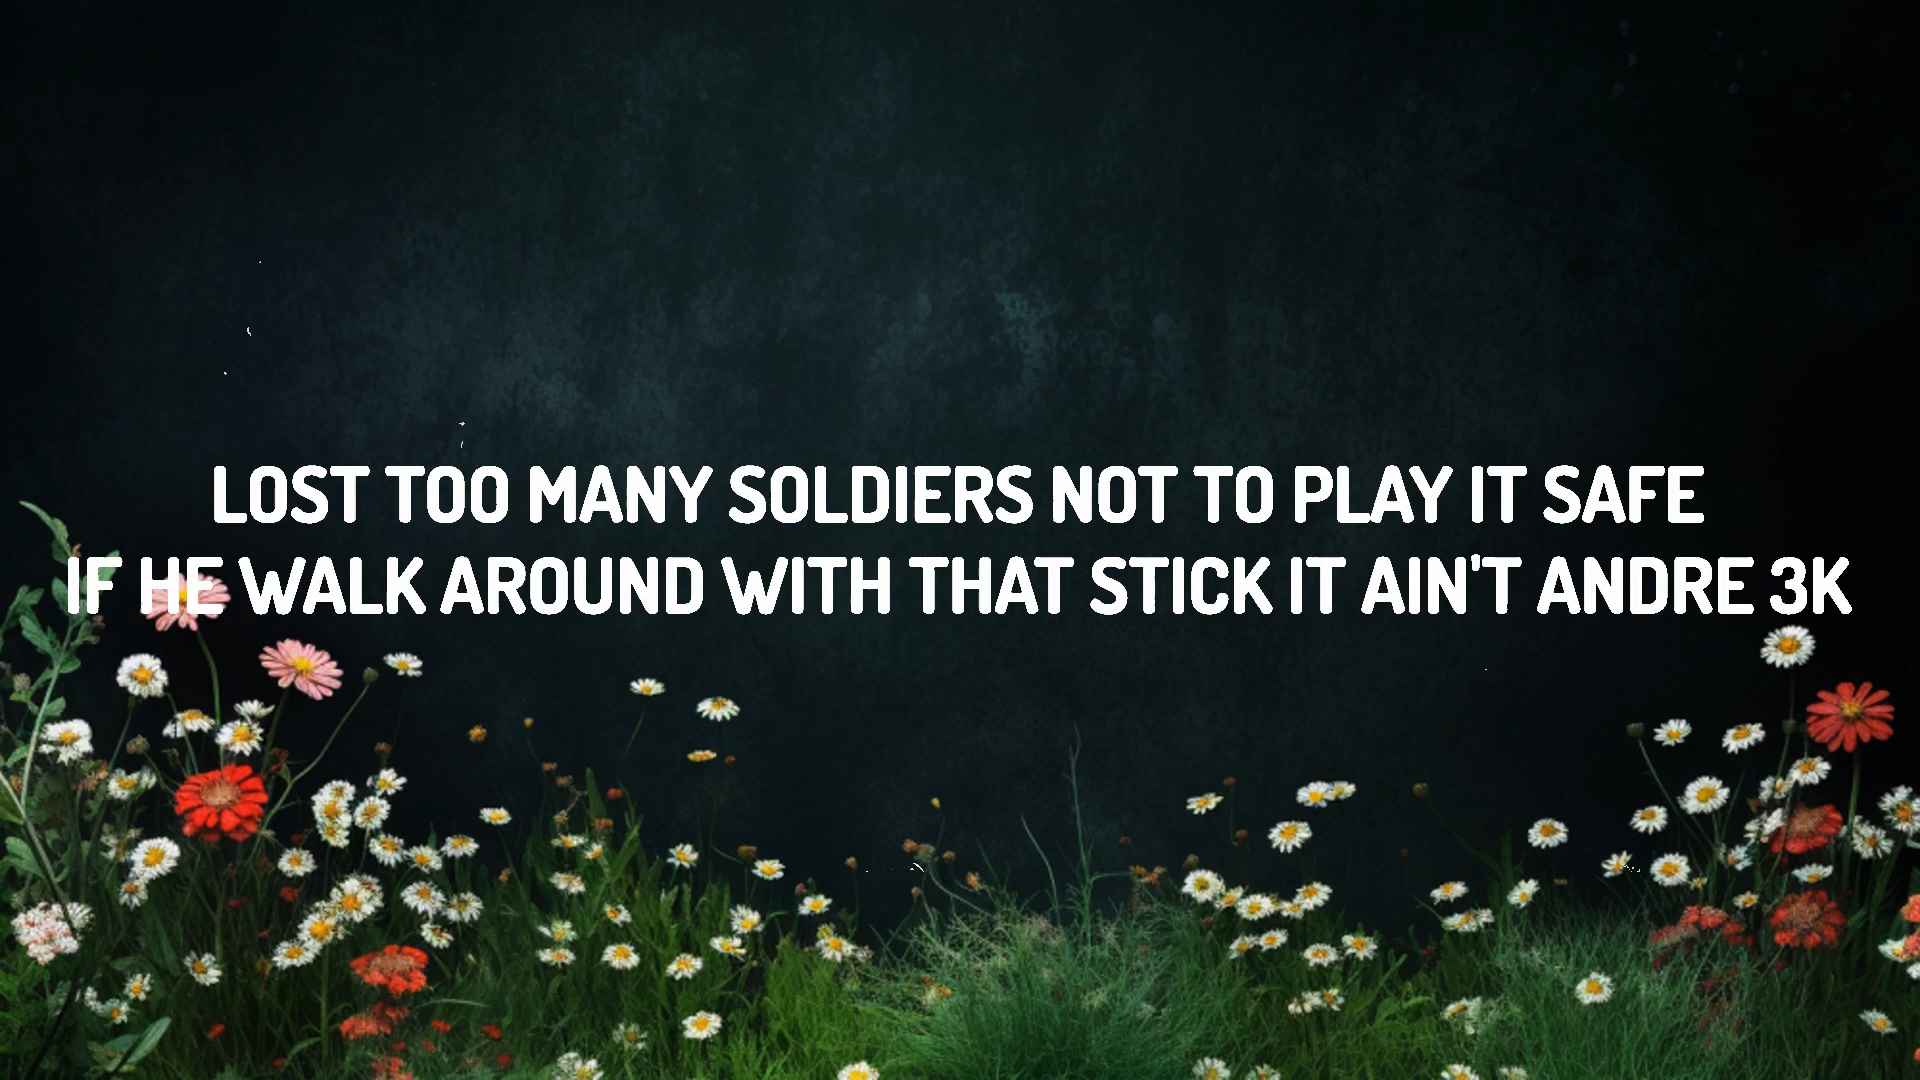 LOST TOO MANY SOLDIERS NOT TO PLAY IT SAFE
IF HE WALK AROUND WITH THAT STICK IT AIN'T ANDRE 3K